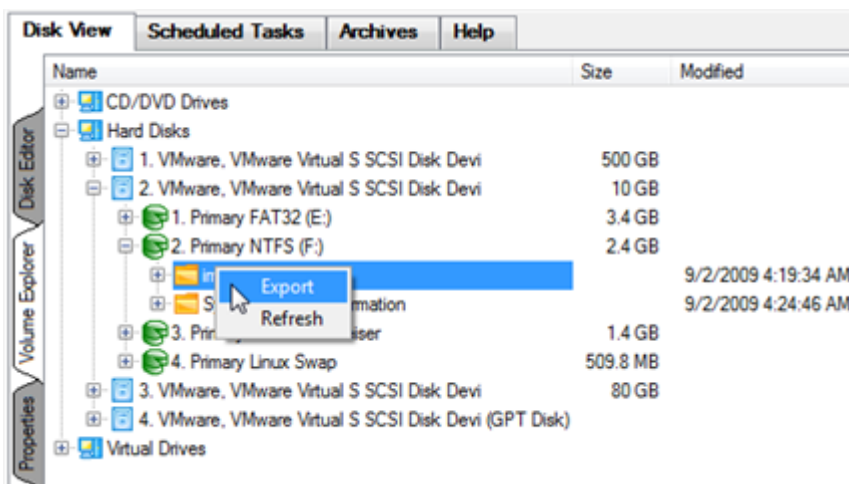 Disk View Scheduled Tasks Archives Help
Name Size Modified
CD/DVD Drives
Hard Disks
1. VMware, VMware Virtual S SCSI Disk Devi 500 GB
2. VMware, VMware Virtual S SCSI Disk Devi 10 GB
1. Primary FAT32 (E:) 3.4 GB
2. Primary NTFS (F:) 2.4 GB
9/2/2009 4:19:34 AM
Export
9/2/2009 4:24:46 AM
Refresh
3. 1.4 GB
4. Primary Linux Swap 509.8 MB
3. VMware, VMware Virtual S SCSI Disk Devi 80 GB
4. VMware, VMware Virtual S SCSI Disk Devi (GPT Disk)
Virtual Drives
Disk Editor
Volume Explorer
Properties